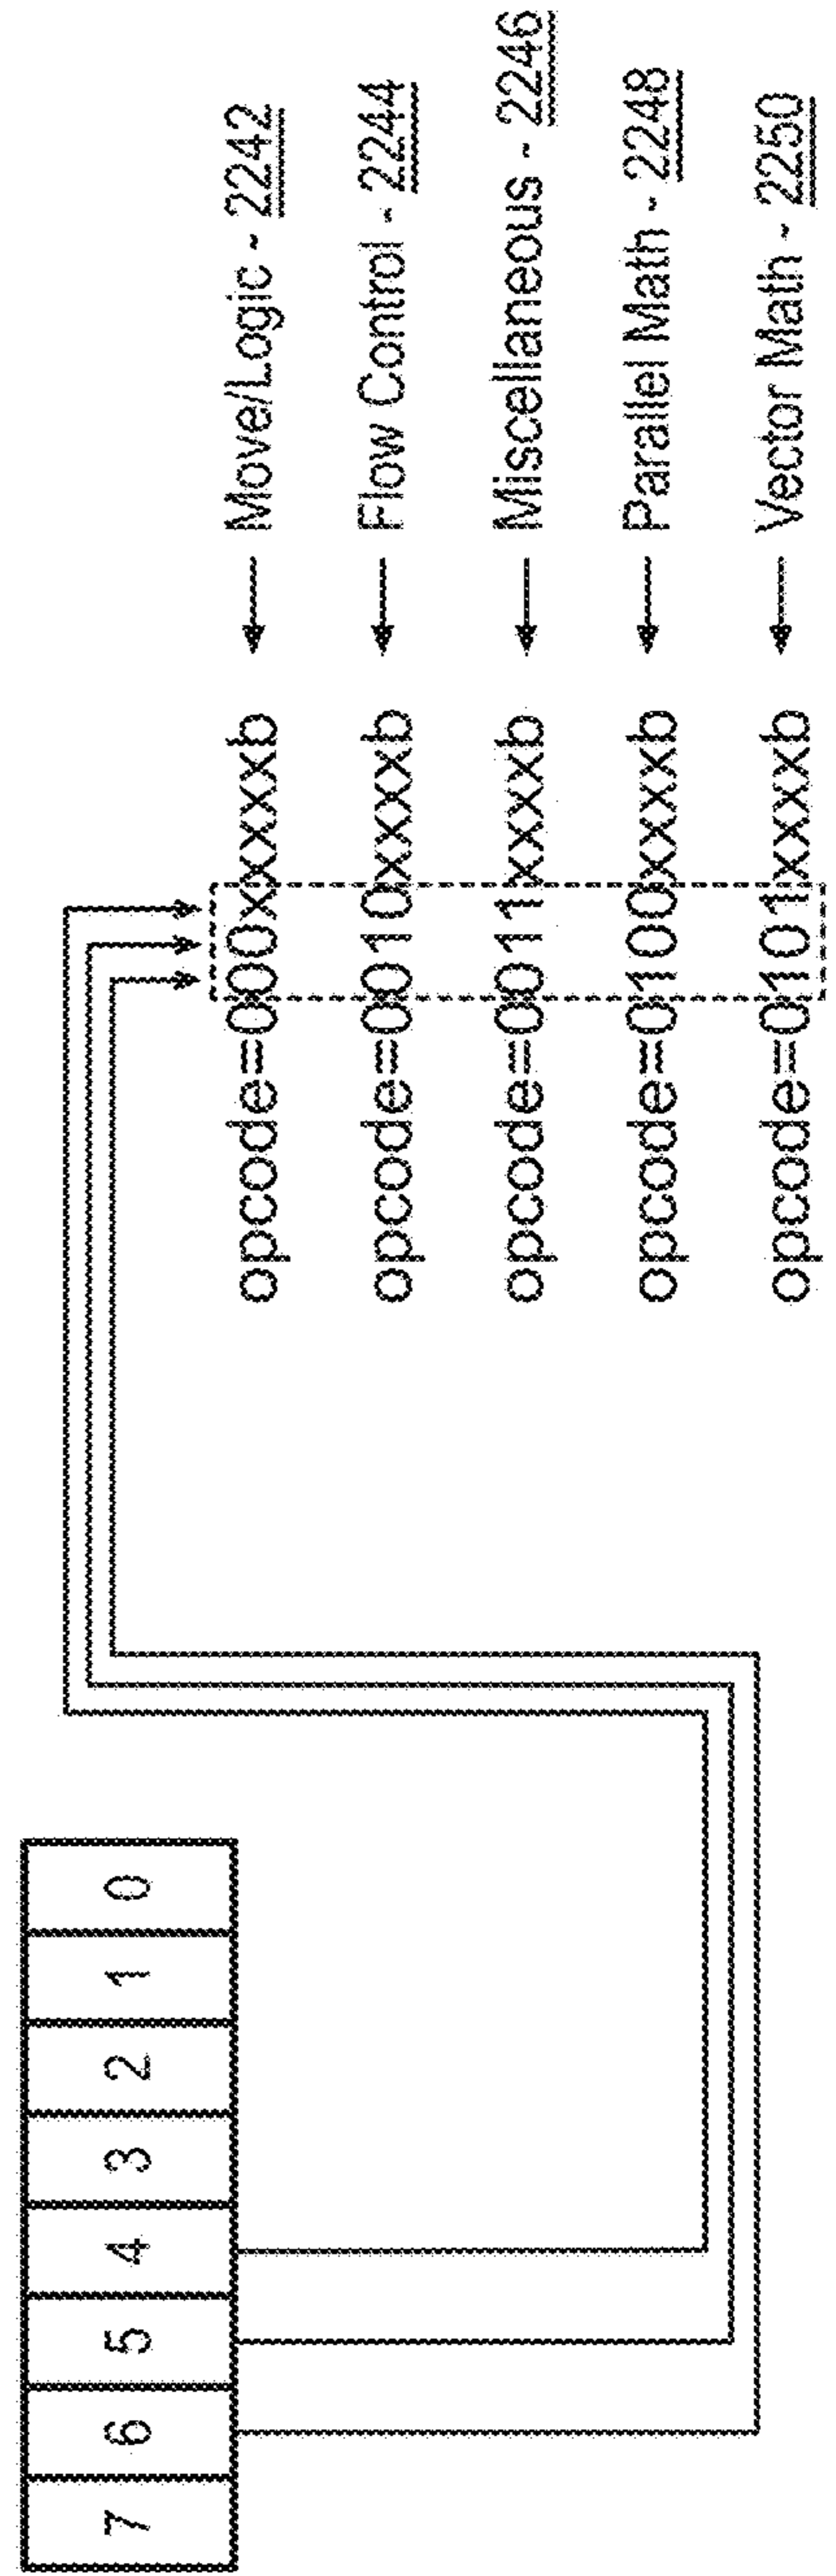 7 6 5 4 3 2 1 0
opcode=000xxxxxb ← Move/Logic - 2242
opcode=0010xxxxb ← Flow Control - 2244
opcode=0011xxxxb ← Miscellaneous - 2246
opcode=0100xxxxb ← Parallel Math - 2248
opcode=0101xxxxb ← Vector Math - 2250